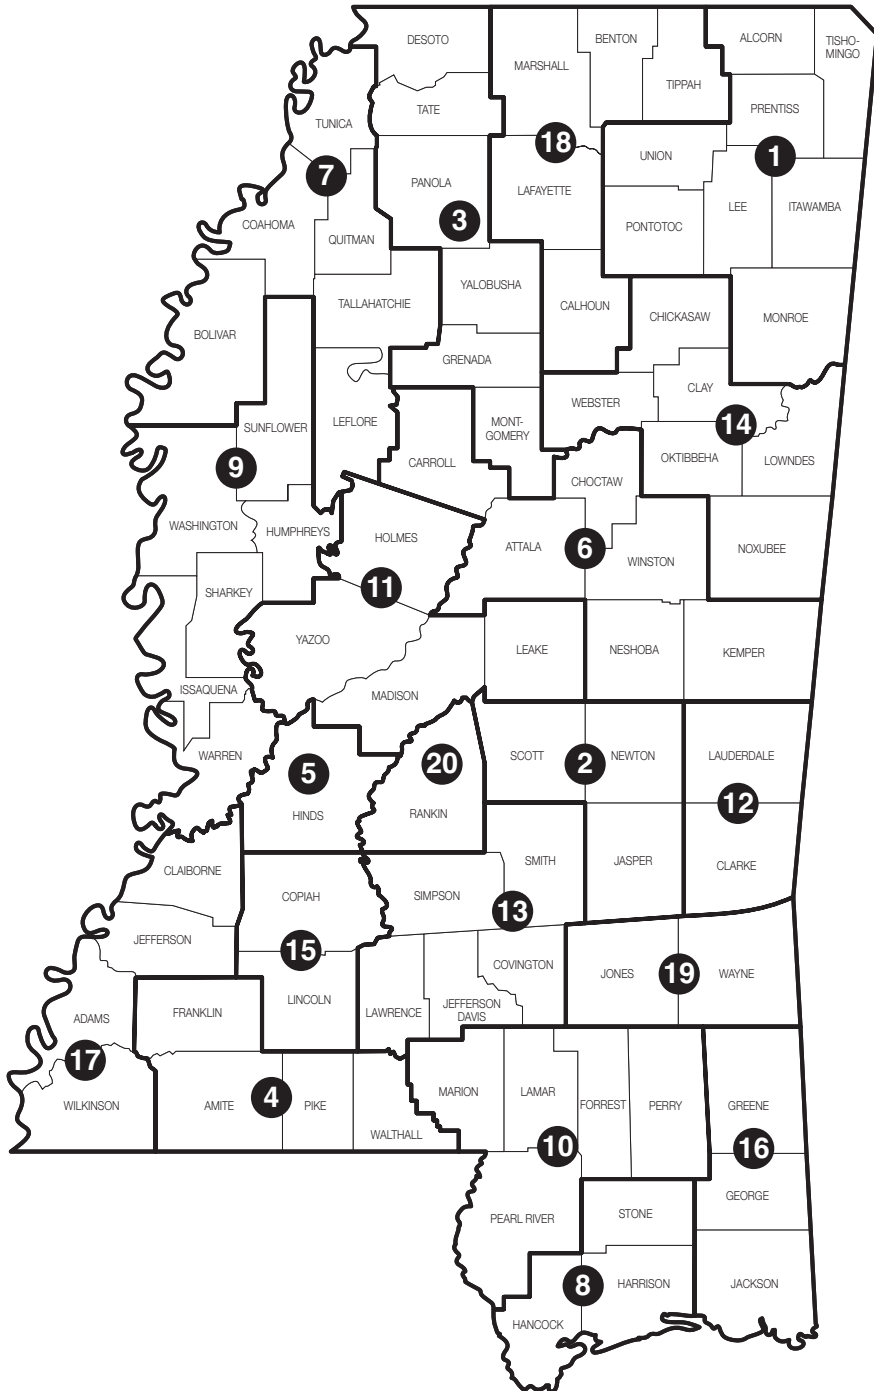 DESOTO
BENTON
ALCORN
TISHO-
MINGO
MARSHALL
TIPPAH
TATE
PRENTISS
TUNICA
18
1
UNION
7
PANOLA
LAFAYETTE
3
LEE
ITAWAMBA
COAHOMA
PONTOTOC
QUITMAN
YALOBUSHA
TALLAHATCHIE
CALHOUN
CHICKASAW
MONROE
BOLIVAR
GRENADA
CLAY
WEBSTER
SUNFLOWER
LEFLORE
MONT-
GOMERY
14
9
CARROLL
OKTIBBEHA
LOWNDES
CHOCTAW
WASHINGTON
HUMPHREYS
HOLMES
ATTALA
6
WINSTON
NOXUBEE
SHARKEY
11
YAZOO
LEAKE
NESHOBA
KEMPER
ISSAQUENA
MADISON
WARREN
5
20
SCOTT
2
NEWTON
LAUDERDALE
HINDS
RANKIN
12
CLAIBORNE
SMITH
JASPER
CLARKE
COPIAH
SIMPSON
13
JEFFERSON
15
COVINGTON
JONES
19
WAYNE
LINCOLN
ADAMS
FRANKLIN
LAWRENCE
JEFFERSON
DAVIS
17
WILKINSON
AMITE
4
PIKE
MARION
LAMAR
FORREST
PERRY
GREENE
WALTHALL
10
16
GEORGE
PEARL RIVER
STONE
8
HARRISON
JACKSON
HANCOCK